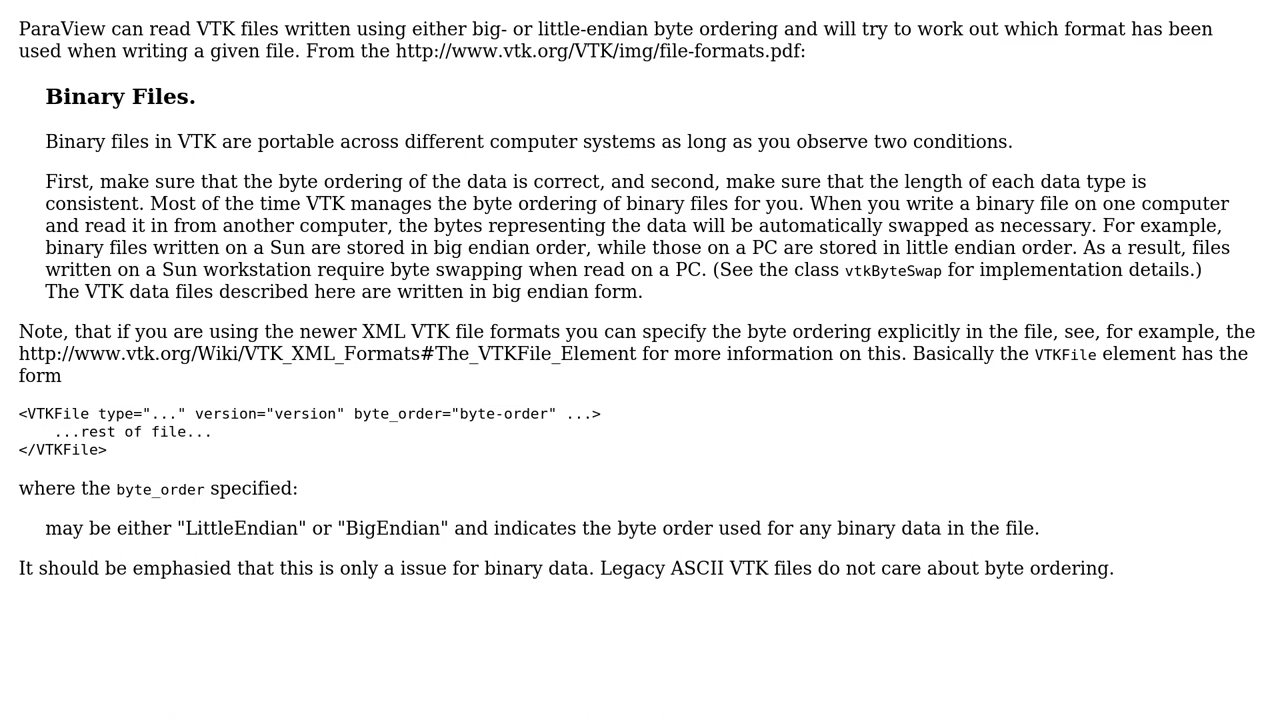 ParaView can read VTK files written using either big- or little-endian byte ordering and will try to work out which format has been
used when writing a given file. From the http://www.vtk.org/VTK/img/file-formats.pdf:
Binary Files.
Binary files in VTK are portable across different computer systems as long as you observe two conditions.
First, make sure that the byte ordering of the data is correct, and second, make sure that the length of each data type is
consistent. Most of the time VTK manages the byte ordering of binary files for you. When you write a binary file on one computer
and read it in from another computer, the bytes representing the data will be automatically swapped as necessary. For example,
binary files written on a Sun are stored in big endian order, while those on a PC are stored in little endian order. As a result, files
written on a Sun workstation require byte swapping when read on a PC. (See the class vtkByteSwap for implementation details.)
The VTK data files described here are written in big endian form.
Note, that if you are using the newer XML VTK file formats you can specify the byte ordering explicitly in the file, see, for example, the
http://www.vtk.org/Wiki/VTK_XML_Formats#The_VTKFile_Element for more information on this. Basically the VTKFile element has the
form
<VTKFile type="..." version="version" byte_order="byte-order" ...>
    ...rest of file...
</VTKFile>
where the byte_order specified:
may be either "LittleEndian" or "BigEndian" and indicates the byte order used for any binary data in the file.
It should be emphasied that this is only a issue for binary data. Legacy ASCII VTK files do not care about byte ordering.